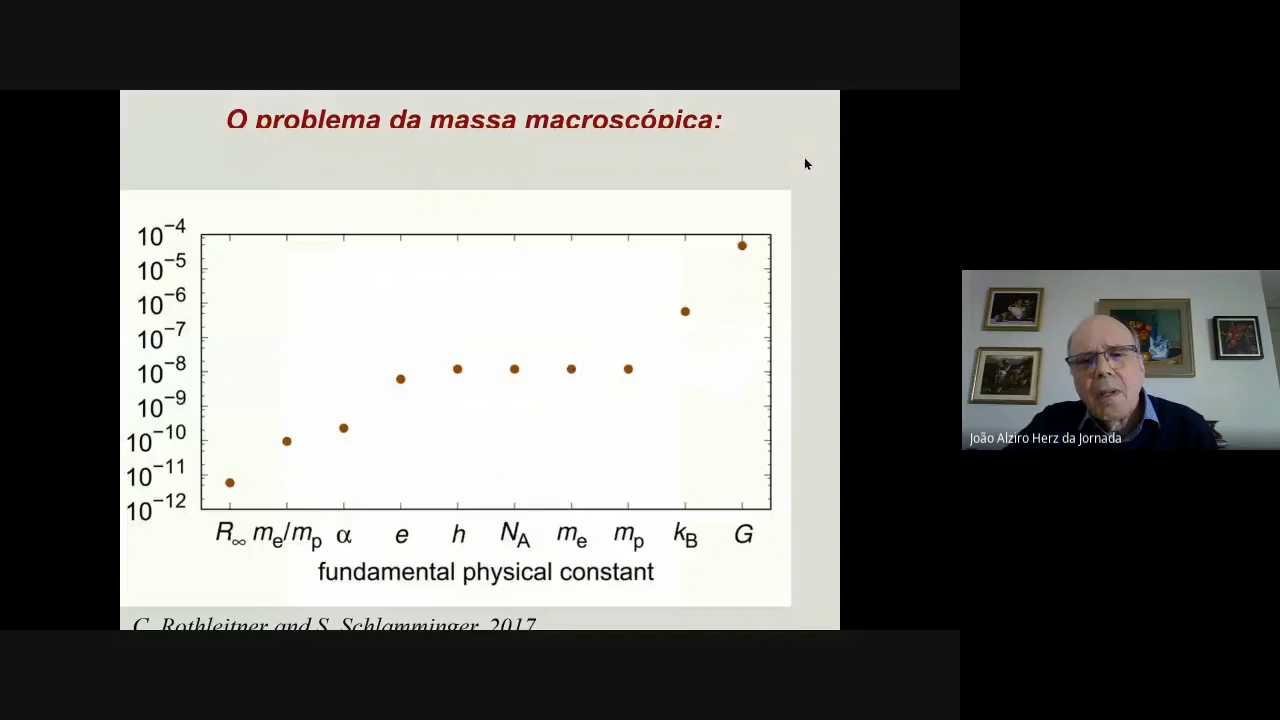 O problema da massa macroscópica:
10⁻⁴
10⁻⁵
10⁻⁶
10⁻⁷
10⁻⁸
10⁻⁹
10⁻¹⁰
10⁻¹¹
10⁻¹²
R∞ mₑ/mₚ α e h N_A mₑ mₚ k_B G
fundamental physical constant
C. Rothleitner and S. Schlamminger, 2017
João Alziro Herz da Jornada